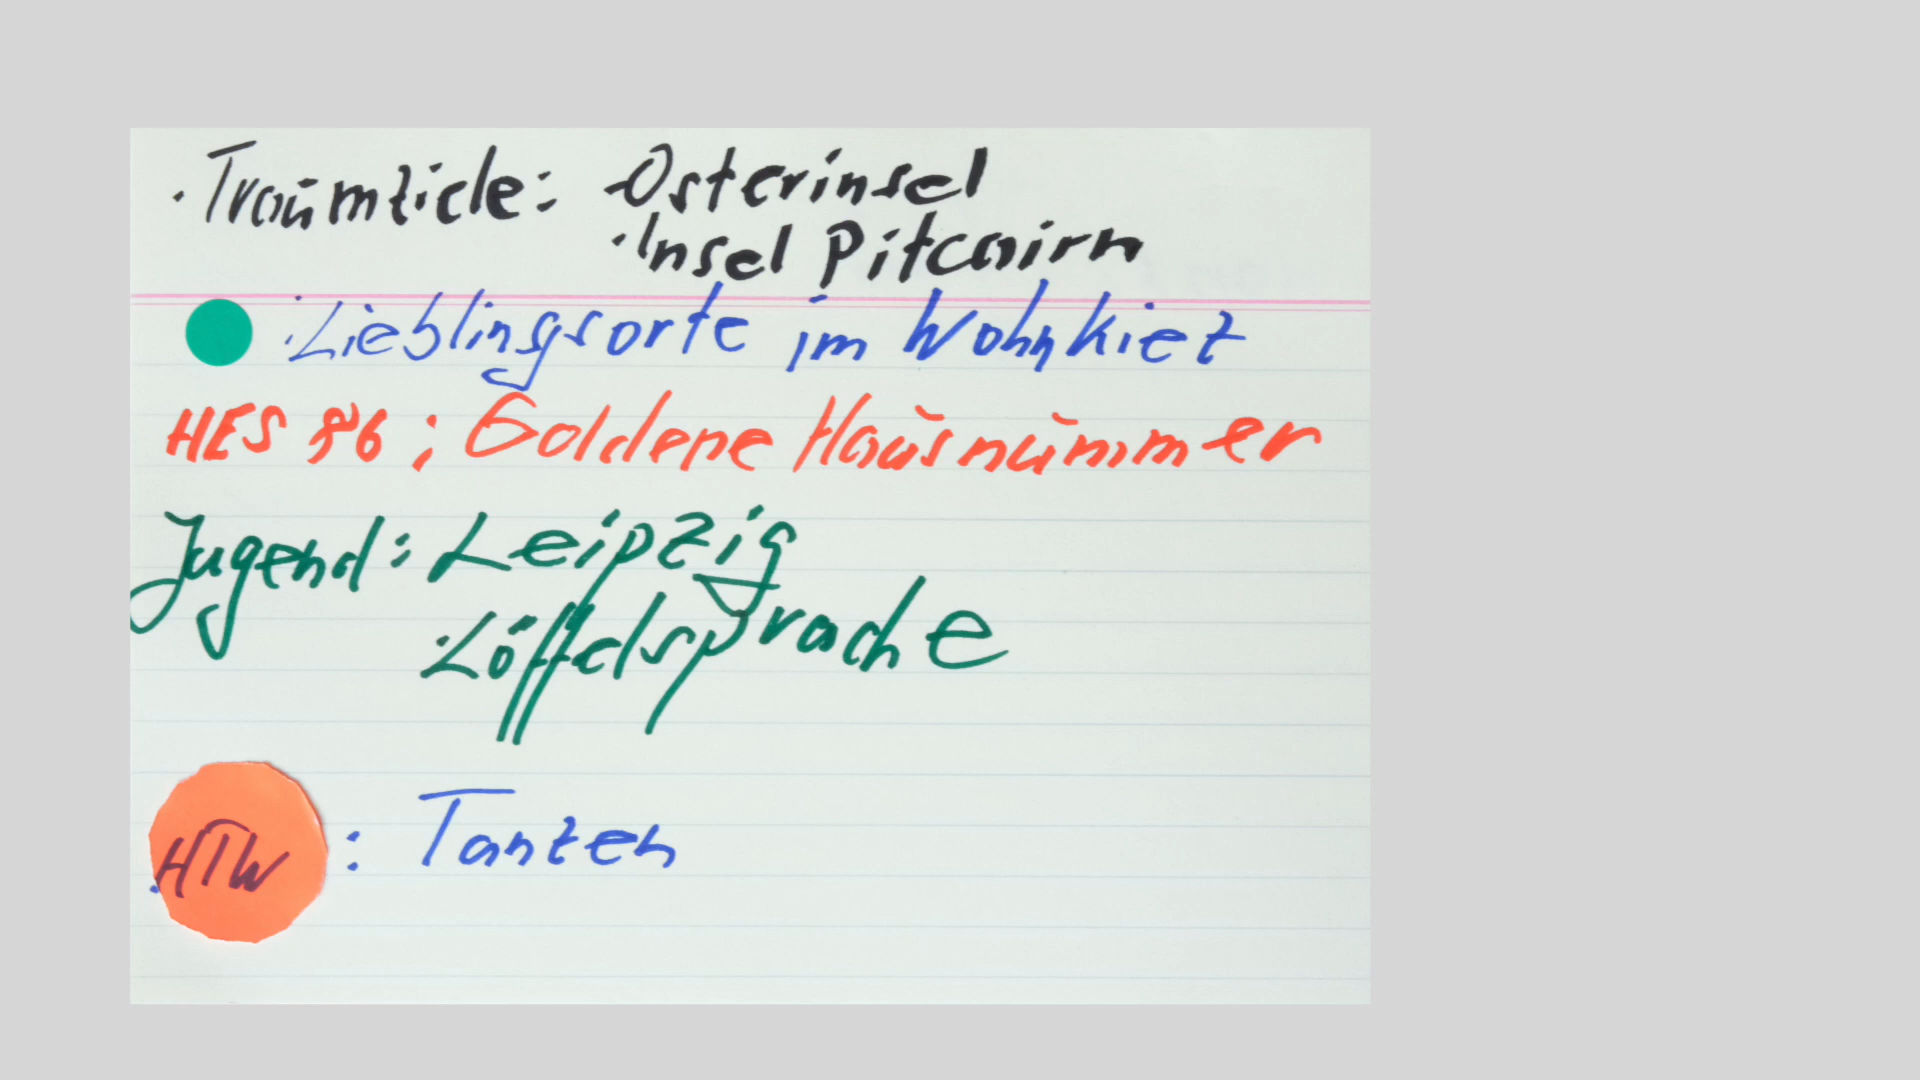 · Traumziele: - Osterinsel
· Insel Pitcairn
· Lieblingsorte im Wohnkiez
HES 86: Goldene Hausnummer
Jugend: Leipzig
· Löffelsprache
· HTW : Tanzen